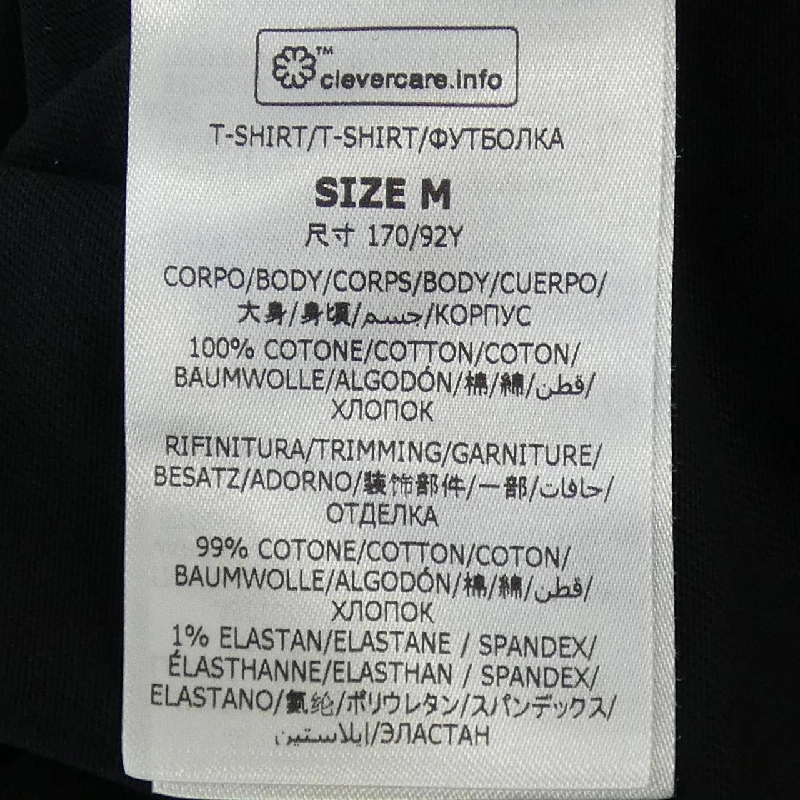 ™ clevercare.info
T-SHIRT/T-SHIRT/ФУТБОЛКА
SIZE M
尺寸 170/92Y
CORPO/BODY/CORPS/BODY/CUERPO/
大身/身頃/جسم/КОРПУС
100% COTONE/COTTON/COTON/
BAUMWOLLE/ALGODÓN/棉/綿/قطن/
ХЛОПОК
RIFINITURA/TRIMMING/GARNITURE/
BESATZ/ADORNO/装饰部件/一部/حافات/
ОТДЕЛКА
99% COTONE/COTTON/COTON/
BAUMWOLLE/ALGODÓN/棉/綿/قطن/
ХЛОПОК
1% ELASTAN/ELASTANE / SPANDEX/
ÉLASTHANNE/ELASTHAN / SPANDEX/
ELASTANO/氨纶/ポリウレタン/スパンデックス/
ايلاستين/ЭЛАСТАН